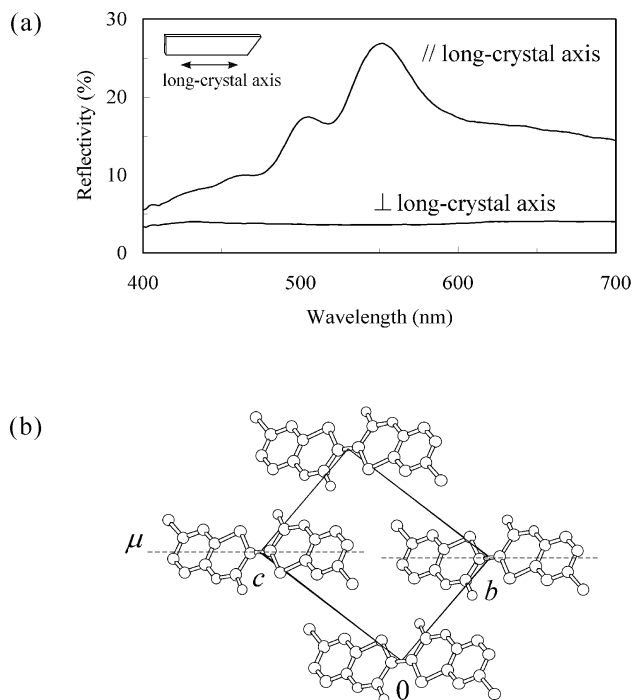 (a)
30
20
10
0
Reflectivity (%)
long-crystal axis
// long-crystal axis
⊥ long-crystal axis
400
500
600
700
Wavelength (nm)
(b)
μ
c
b
0